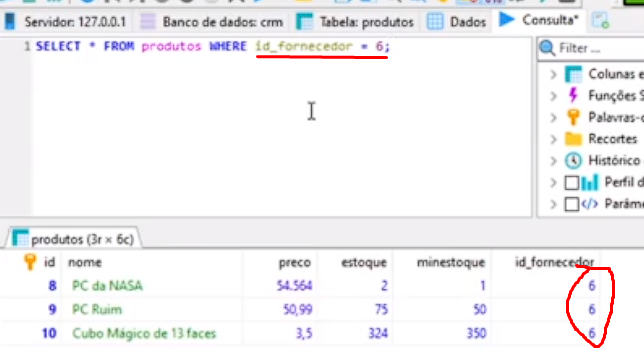 Servidor: 127.0.0.1 Banco de dados: crm Tabela: produtos Dados Consulta*
1 SELECT * FROM produtos WHERE id_fornecedor = 6;
Filter ...
Colunas e
Funções S
Palavras-
Recortes
Histórico
Perfil d
Parâm
produtos (3r × 6c)
id nome preco estoque minestoque id_fornecedor
8 PC da NASA 54.564 2 1 6
9 PC Ruim 50,99 75 50 6
10 Cubo Mágico de 13 faces 3,5 324 350 6